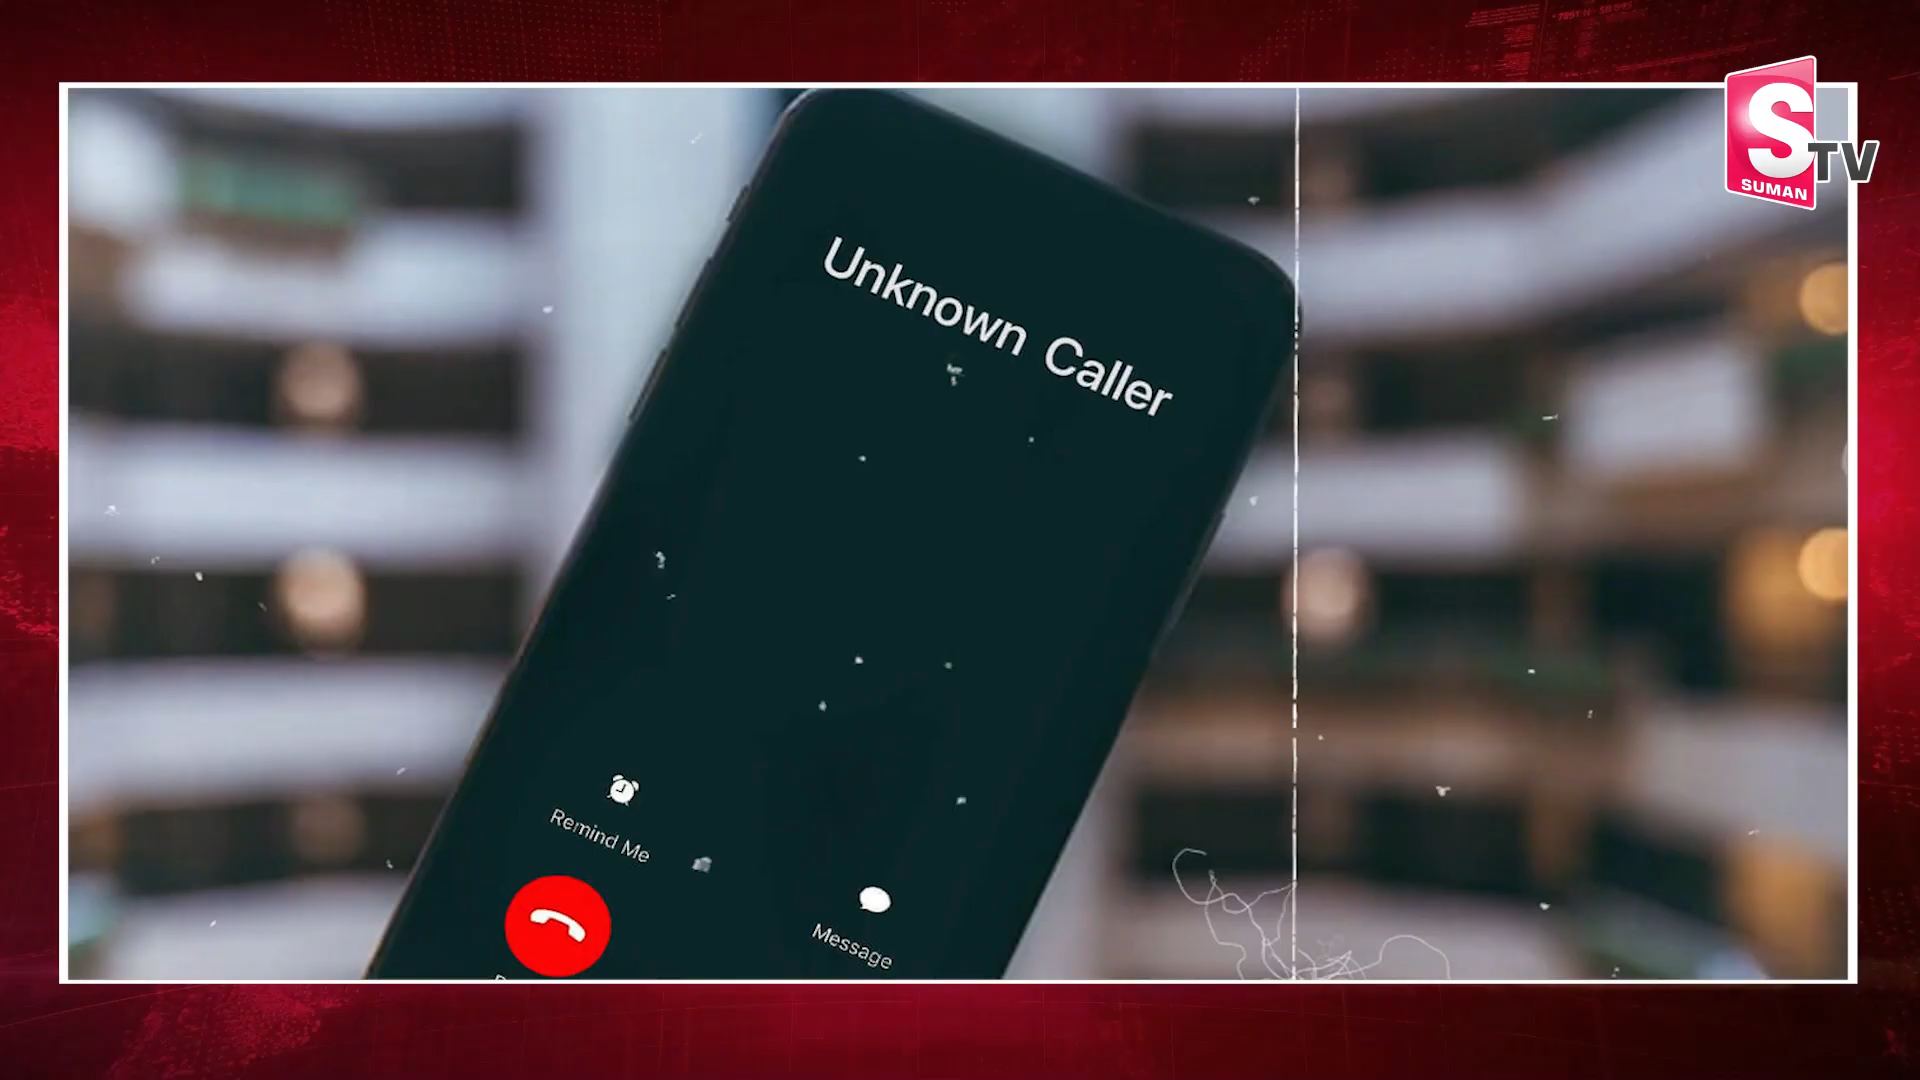 S
SUMAN
TV
Unknown Caller
Remind Me
Message